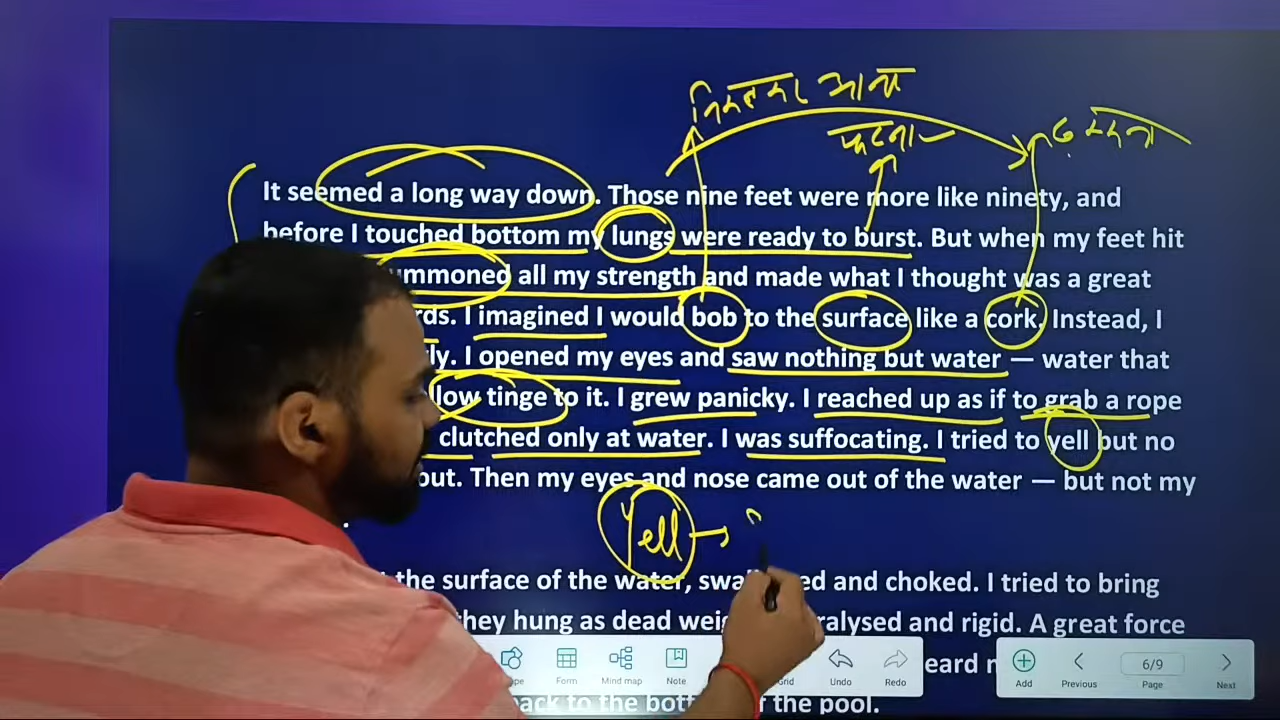 निकलकर आना
फटना
It seemed a long way down. Those nine feet were more like ninety, and
before I touched bottom my lungs were ready to burst. But when my feet hit
ummoned all my strength and made what I thought was a great
rds. I imagined I would bob to the surface like a cork. Instead, I
ly. I opened my eyes and saw nothing but water — water that
llow tinge to it. I grew panicky. I reached up as if to grab a rope
clutched only at water. I was suffocating. I tried to yell but no
out. Then my eyes and nose came out of the water — but not my
Yell →
the surface of the water, swa ed and choked. I tried to bring
hey hung as dead weig ralysed and rigid. A great force
eard
back to the bott f the pool.
Form
Mind map
Note
Undo
Redo
Add
Previous
6/9
Page
Next